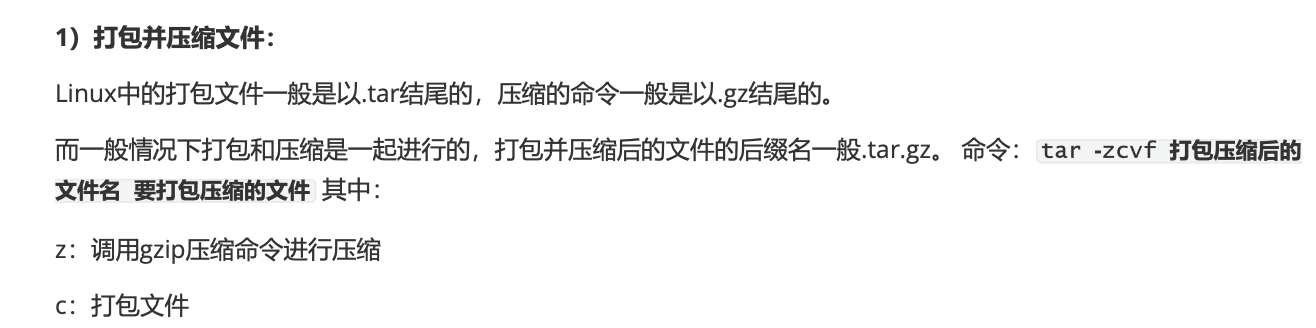 1）打包并压缩文件：
Linux中的打包文件一般是以.tar结尾的，压缩的命令一般是以.gz结尾的。
而一般情况下打包和压缩是一起进行的，打包并压缩后的文件的后缀名一般.tar.gz。 命令：tar -zcvf 打包压缩后的
文件名 要打包压缩的文件 其中：
z：调用gzip压缩命令进行压缩
c：打包文件